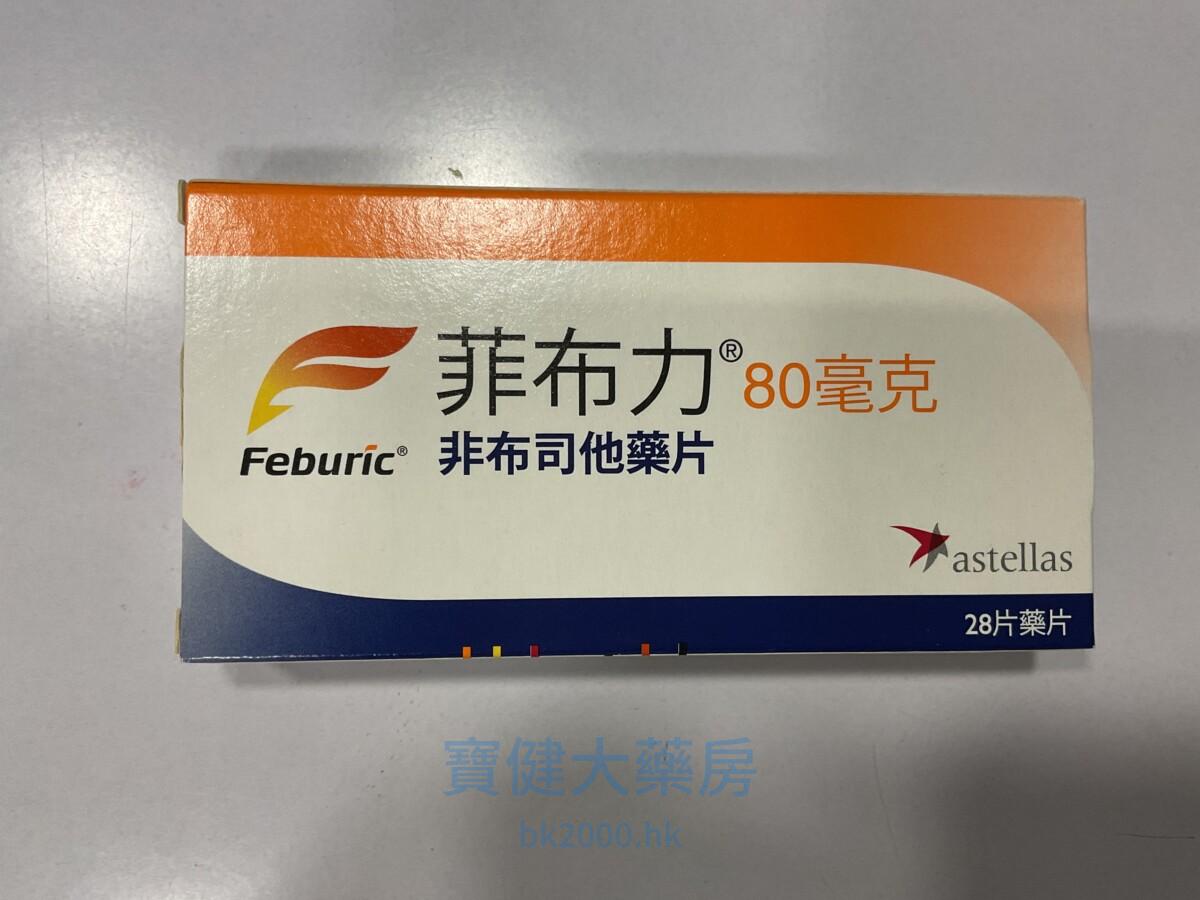 菲布力®80毫克
Feburic® 非布司他藥片
astellas
28片藥片
寶健大藥房
bk2000.hk